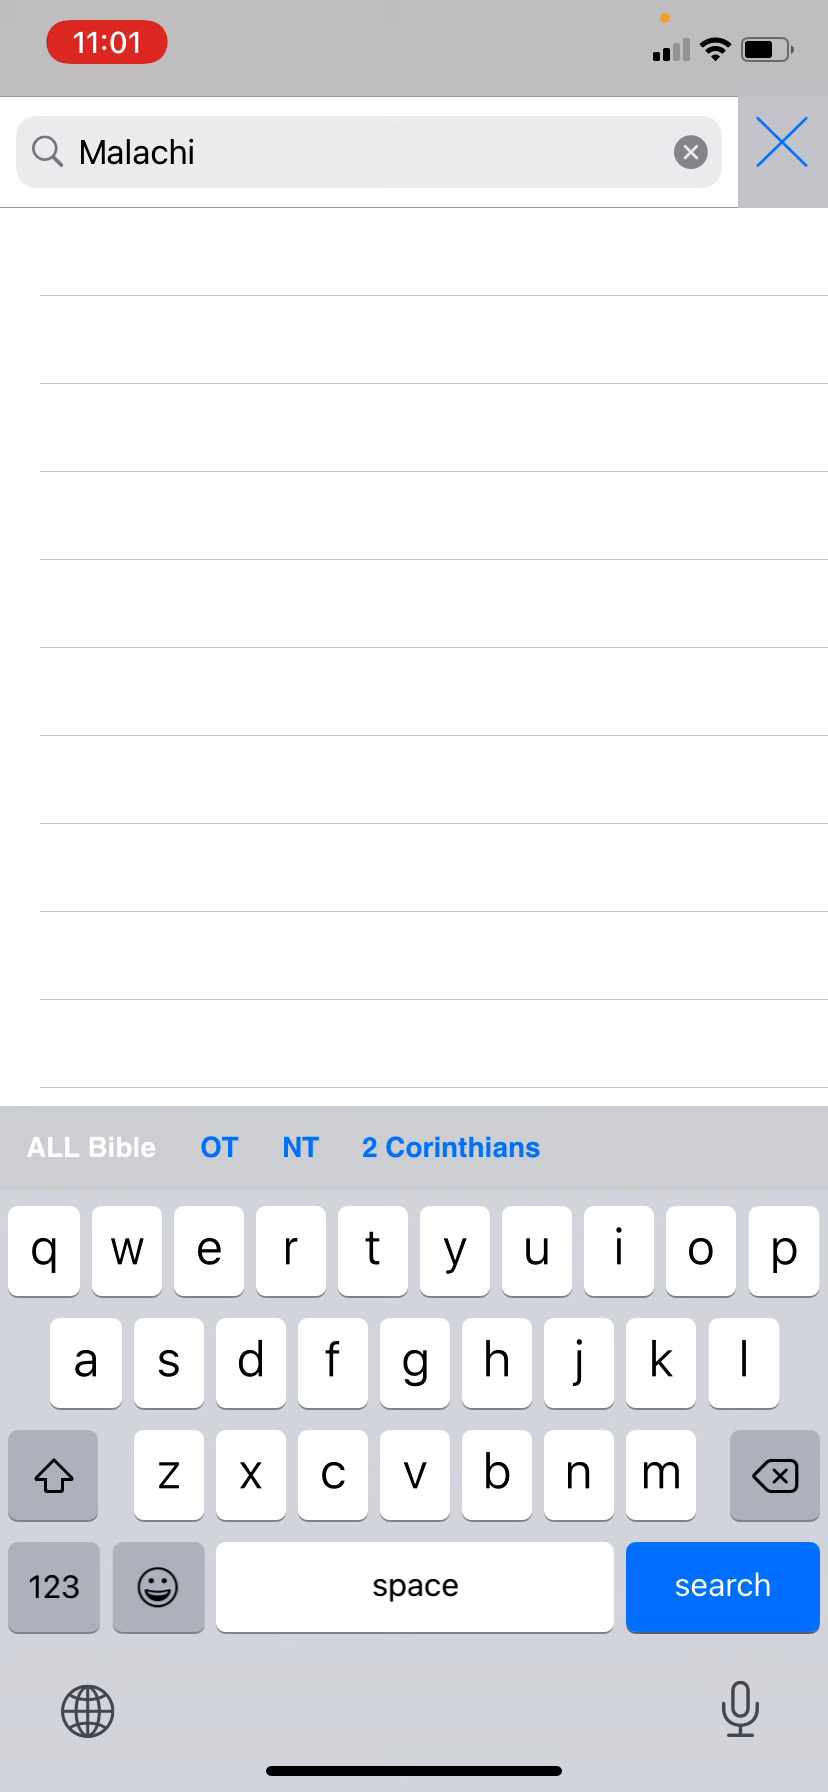 11:01
Malachi
ALL Bible OT NT 2 Corinthians
q w e r t y u i o p
a s d f g h j k l
z x c v b n m
123 space search